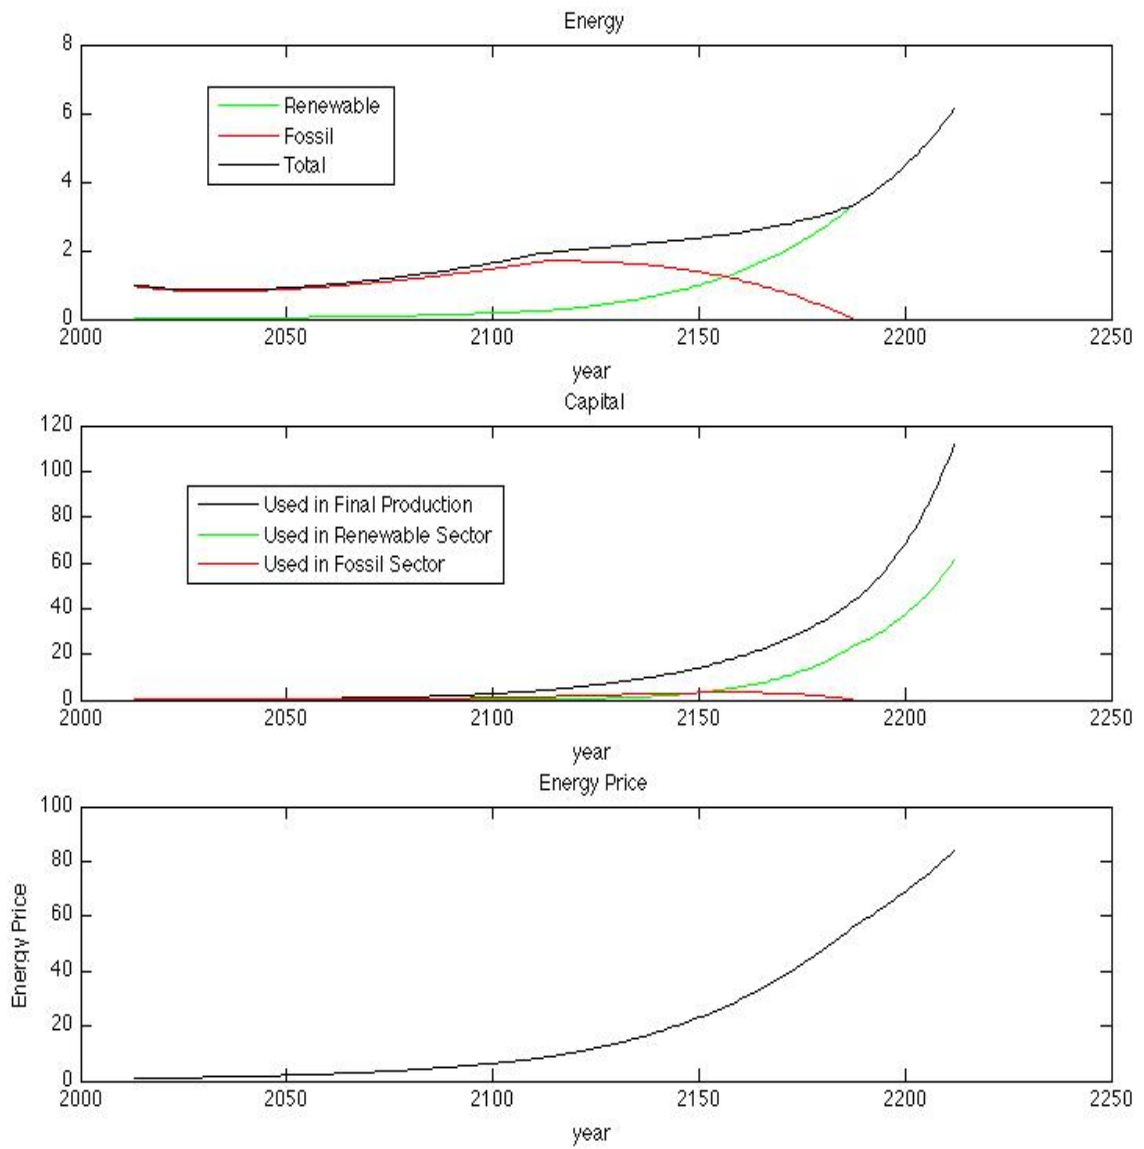 Energy
8
6
4
2
0
Renewable
Fossil
Total
2000 2050 2100 2150 2200 2250
year
Capital
120
100
80
60
40
20
0
Used in Final Production
Used in Renewable Sector
Used in Fossil Sector
2000 2050 2100 2150 2200 2250
year
Energy Price
Energy Price
100
80
60
40
20
0
2000 2050 2100 2150 2200 2250
year